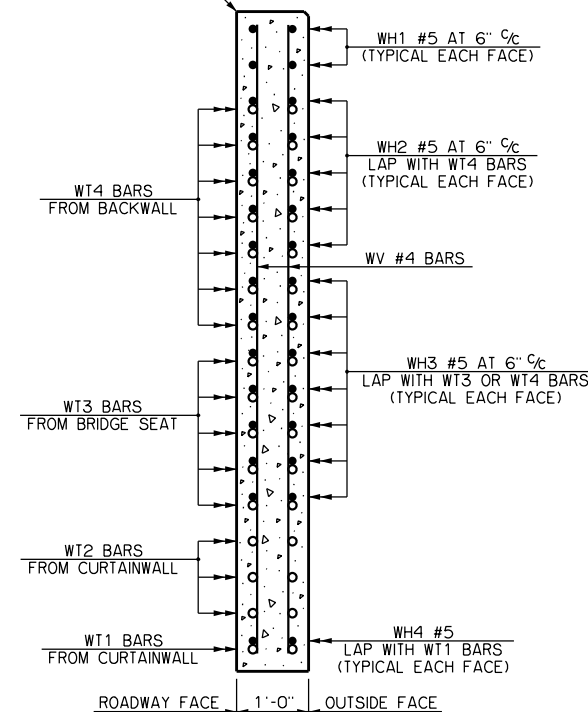 WH1 #5 AT 6" C/c
(TYPICAL EACH FACE)
WH2 #5 AT 6" C/c
LAP WITH WT4 BARS
(TYPICAL EACH FACE)
WT4 BARS
FROM BACKWALL
WV #4 BARS
WH3 #5 AT 6" C/c
LAP WITH WT3 OR WT4 BARS
(TYPICAL EACH FACE)
WT3 BARS
FROM BRIDGE SEAT
WT2 BARS
FROM CURTAINWALL
WT1 BARS
FROM CURTAINWALL
WH4 #5
LAP WITH WT1 BARS
(TYPICAL EACH FACE)
ROADWAY FACE 1'-0" OUTSIDE FACE